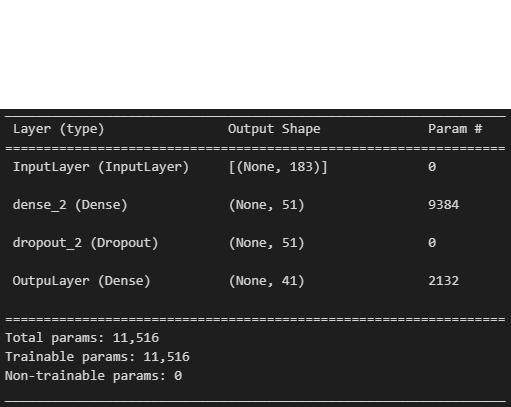 Layer (type) Output Shape Param #
InputLayer (InputLayer) [(None, 183)] 0
dense_2 (Dense) (None, 51) 9384
dropout_2 (Dropout) (None, 51) 0
OutpuLayer (Dense) (None, 41) 2132
Total params: 11,516
Trainable params: 11,516
Non-trainable params: 0